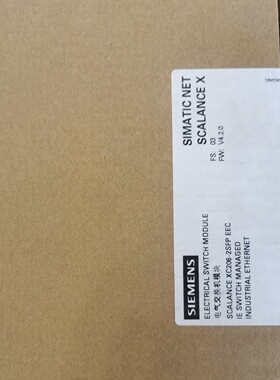 SIEMENS
ELECTRICAL SWITCH MODULE
电气交换机模块
SCALANCE XC206-2SFP EEC
IE SWITCH MANAGED
INDUSTRIAL ETHERNET
SIMATIC NET
SCALANCE X
FS: 03
FW: V4.2.0